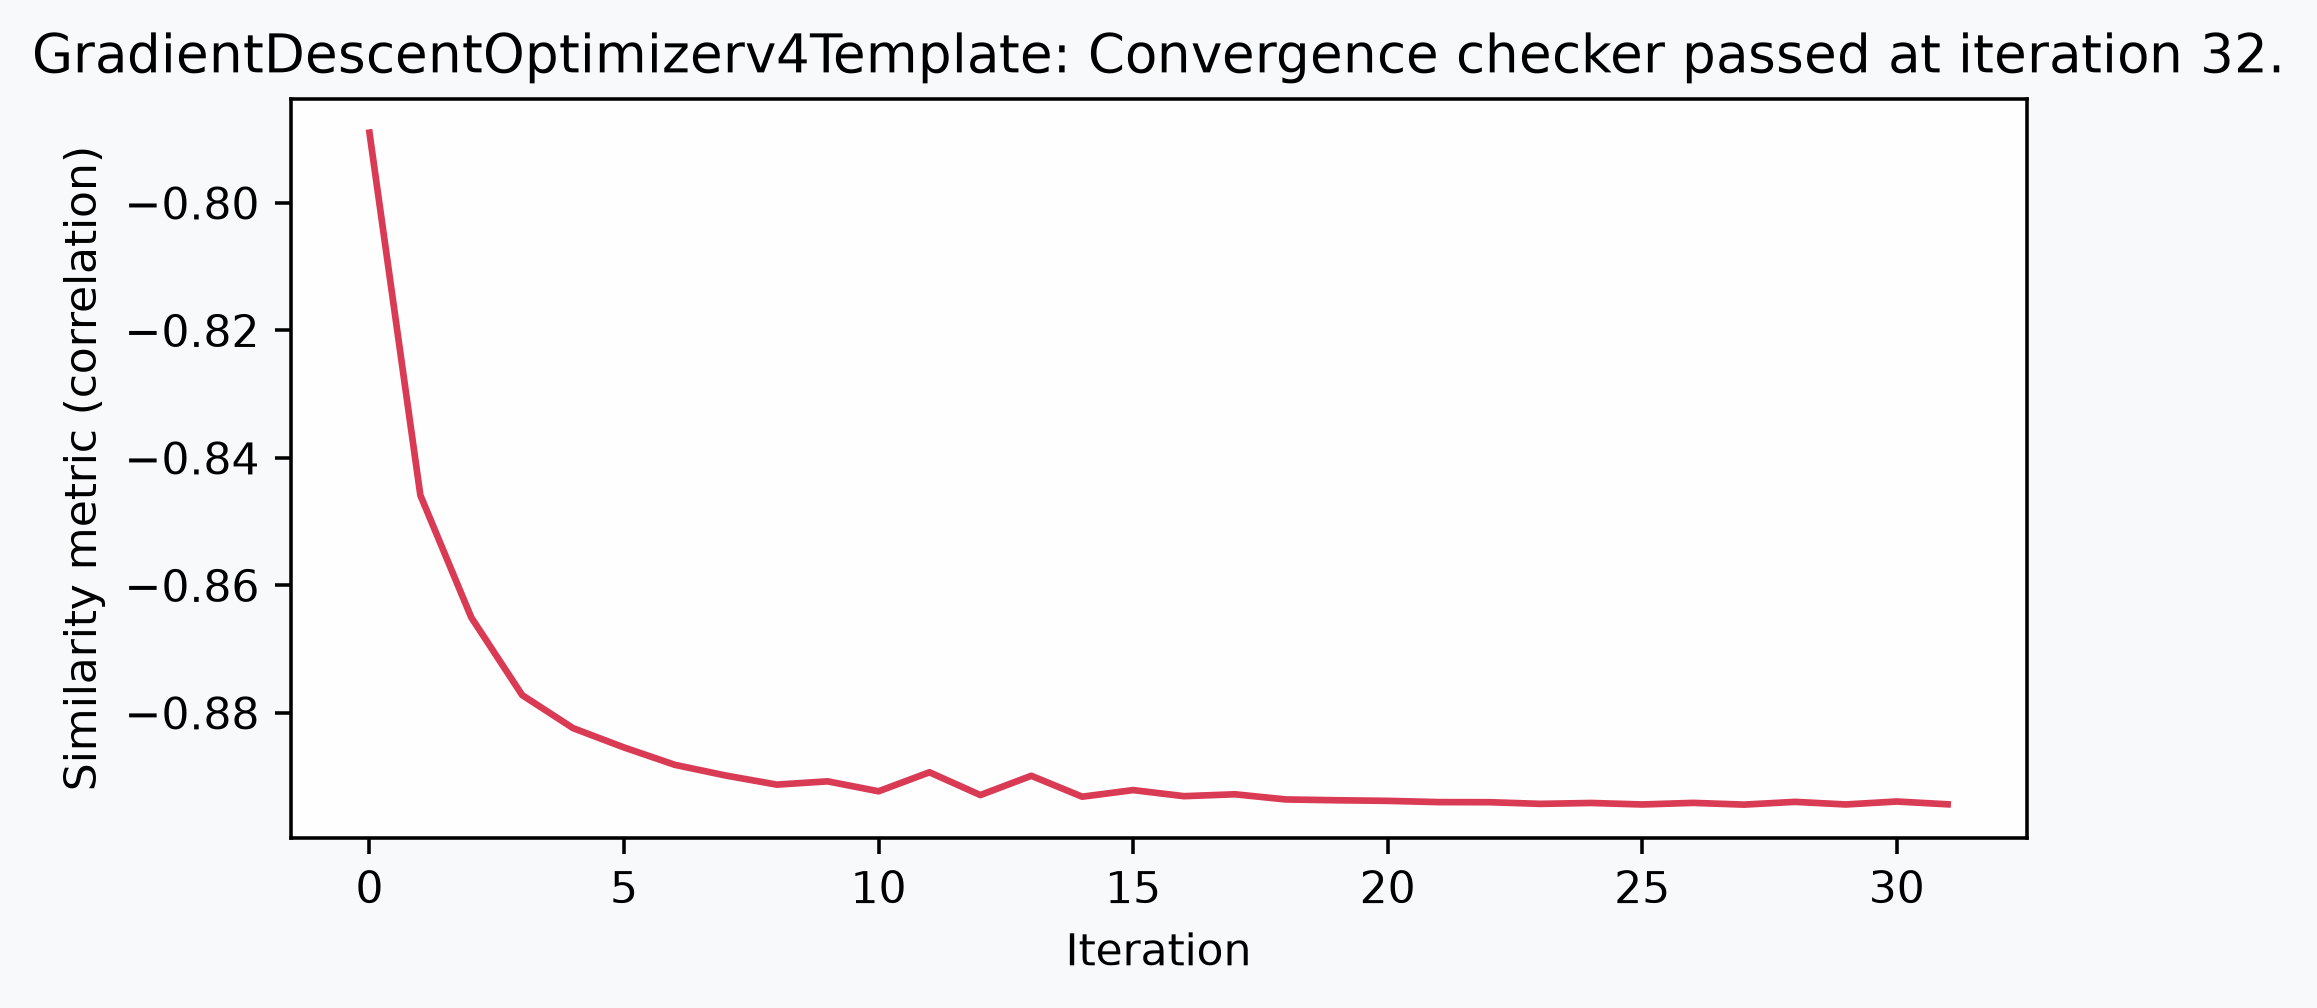 GradientDescentOptimizerv4Template: Convergence checker passed at iteration 32.
Similarity metric (correlation)
−0.80
−0.82
−0.84
−0.86
−0.88
0 5 10 15 20 25 30
Iteration